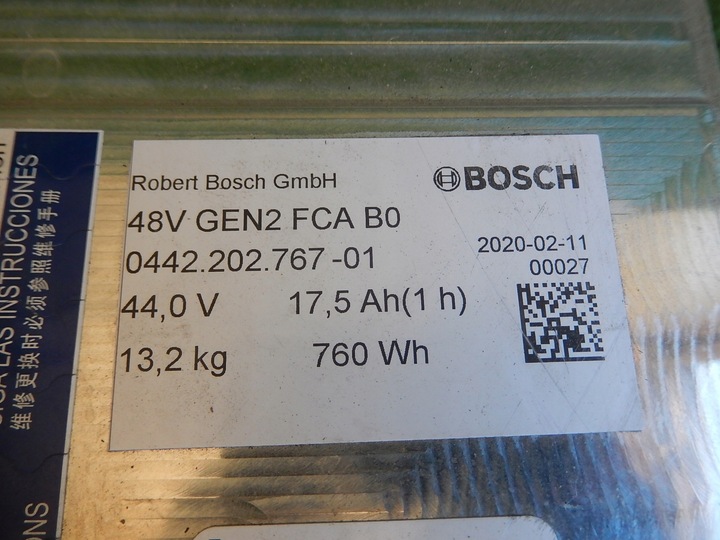 Robert Bosch GmbH
BOSCH
48V GEN2 FCA B0
0442.202.767-01
2020-02-11
00027
44,0 V 17,5 Ah(1 h)
13,2 kg 760 Wh
LAS INSTRUCCIONES
维修更换时必须参照维修手册